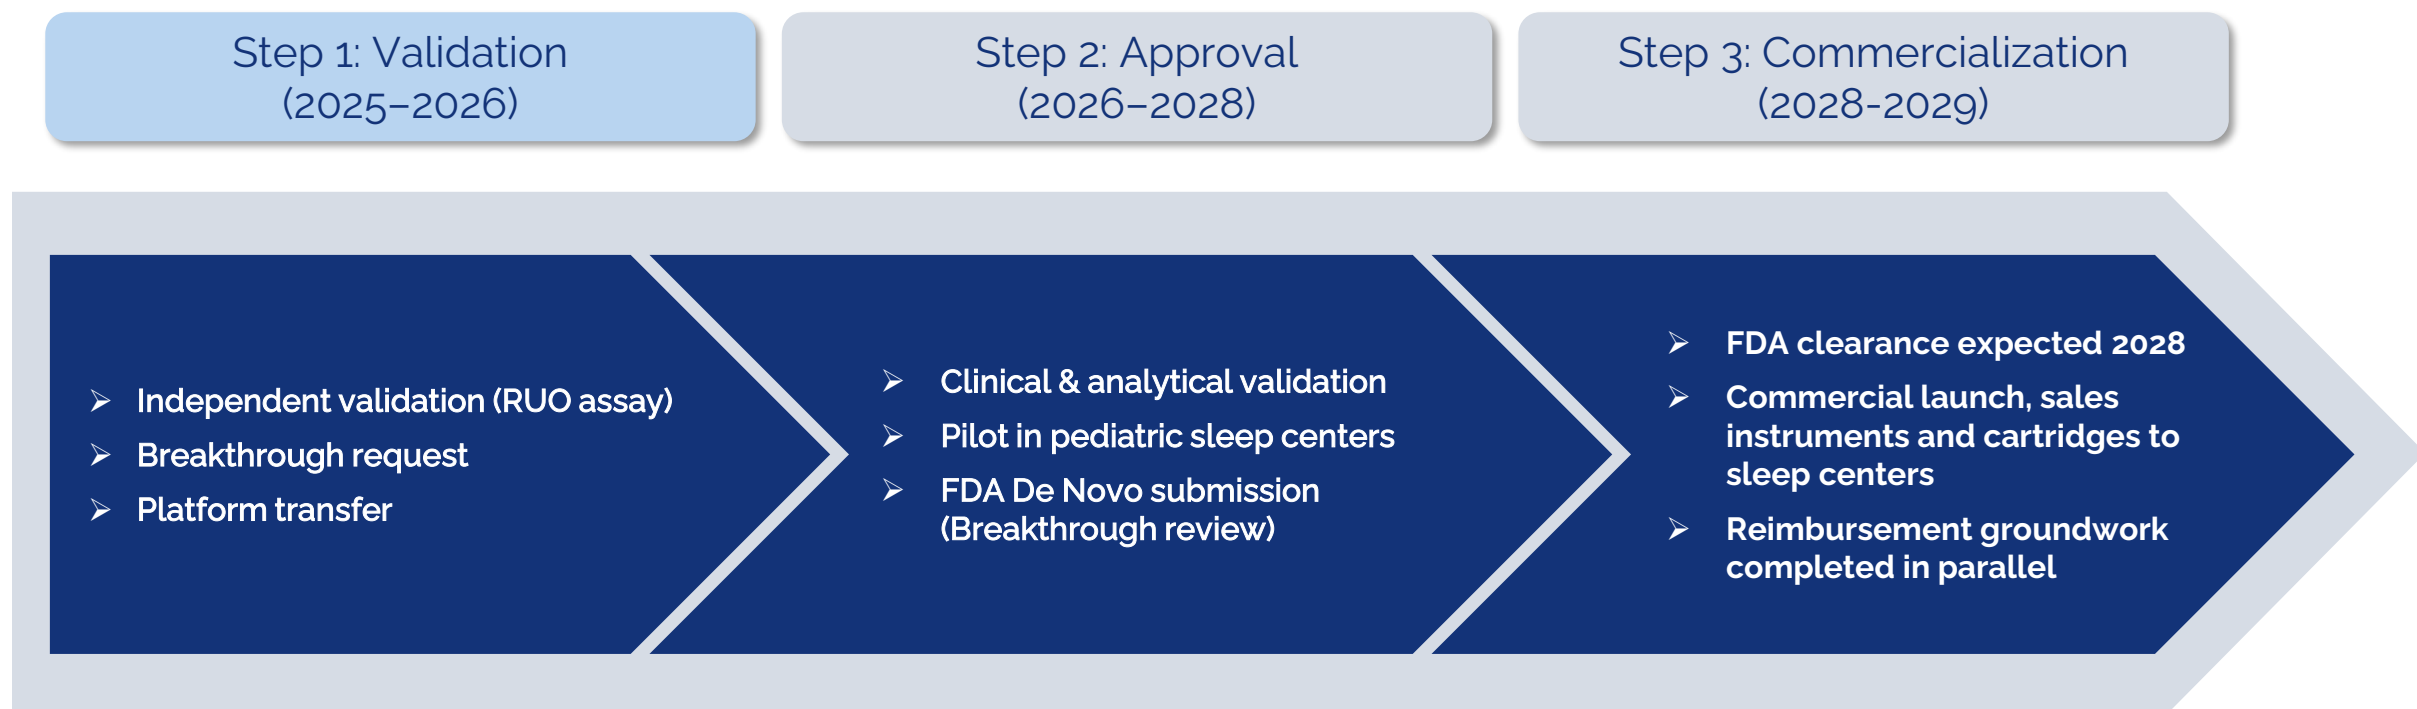 Step 1: Validation
(2025–2026)
Step 2: Approval
(2026–2028)
Step 3: Commercialization
(2028-2029)
➢ Independent validation (RUO assay)
➢ Breakthrough request
➢ Platform transfer
➢ Clinical & analytical validation
➢ Pilot in pediatric sleep centers
➢ FDA De Novo submission
(Breakthrough review)
➢ FDA clearance expected 2028
➢ Commercial launch, sales
instruments and cartridges to
sleep centers
➢ Reimbursement groundwork
completed in parallel